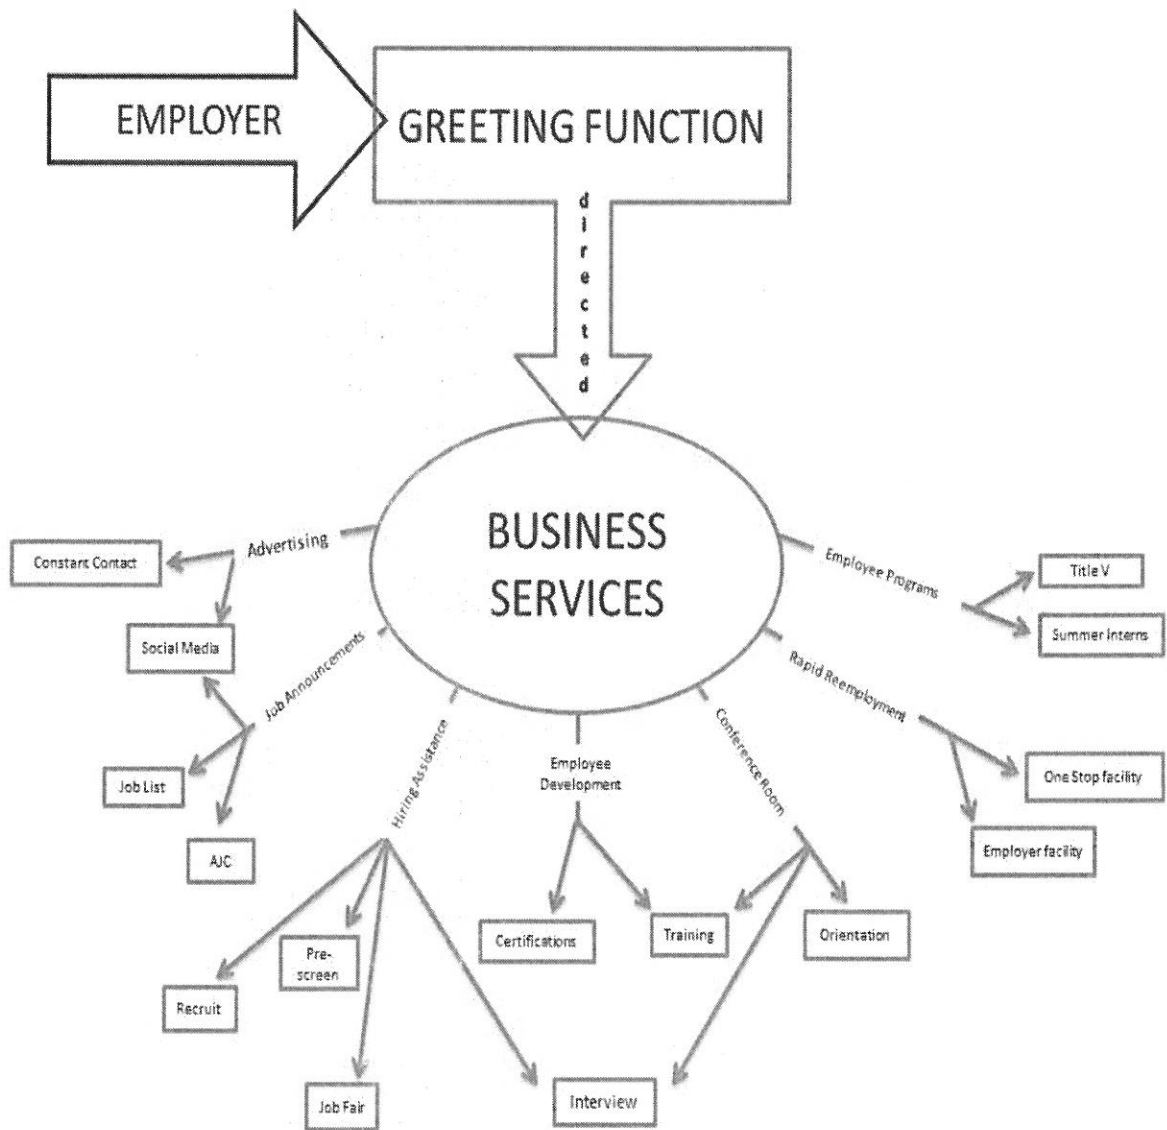 EMPLOYER
GREETING FUNCTION
directed
BUSINESS
SERVICES
Advertising
Constant Contact
Social Media
Job Announcements
Job List
AJC
Hiring Assistance
Recruit
Pre-
screen
Job Fair
Interview
Employee
Development
Certifications
Training
Conference Room
Orientation
Rapid Reemployment
One Stop facility
Employer facility
Employee Programs
Title V
Summer Interns